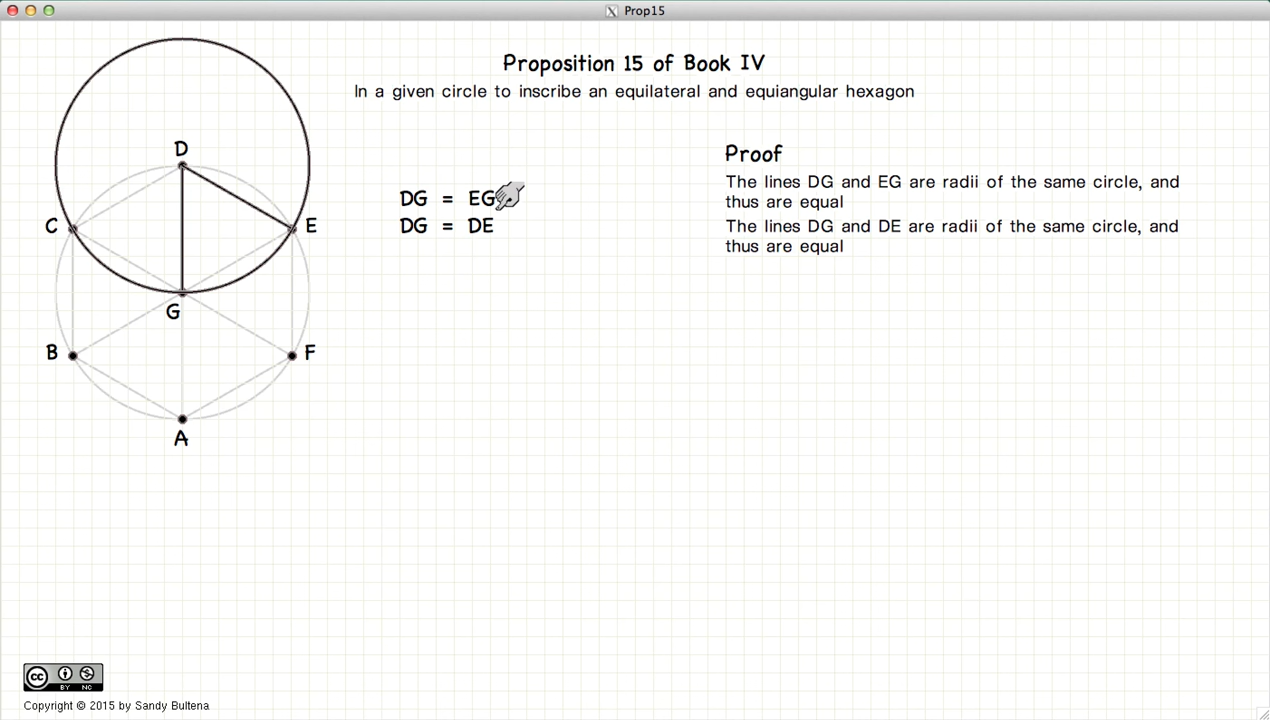 Prop15
Proposition 15 of Book IV
In a given circle to inscribe an equilateral and equiangular hexagon
D
C
E
G
B
F
A
DG = EG
DG = DE
Proof
The lines DG and EG are radii of the same circle, and
thus are equal
The lines DG and DE are radii of the same circle, and
thus are equal
cc
BY NC
Copyright © 2015 by Sandy Bultena